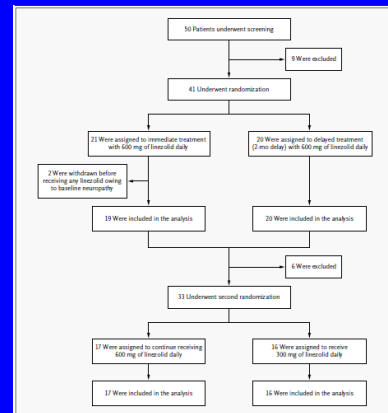 50 Patients underwent screening
9 Were excluded
41 Underwent randomization
21 Were assigned to immediate treatment
with 600 mg of linezolid daily
20 Were assigned to delayed treatment
(2-mo delay) with 600 mg of linezolid daily
2 Were withdrawn before
receiving any linezolid owing
to baseline neuropathy
19 Were included in the analysis
20 Were included in the analysis
6 Were excluded
33 Underwent second randomization
17 Were assigned to continue receiving
600 mg of linezolid daily
16 Were assigned to receive
300 mg of linezolid daily
17 Were included in the analysis
16 Were included in the analysis